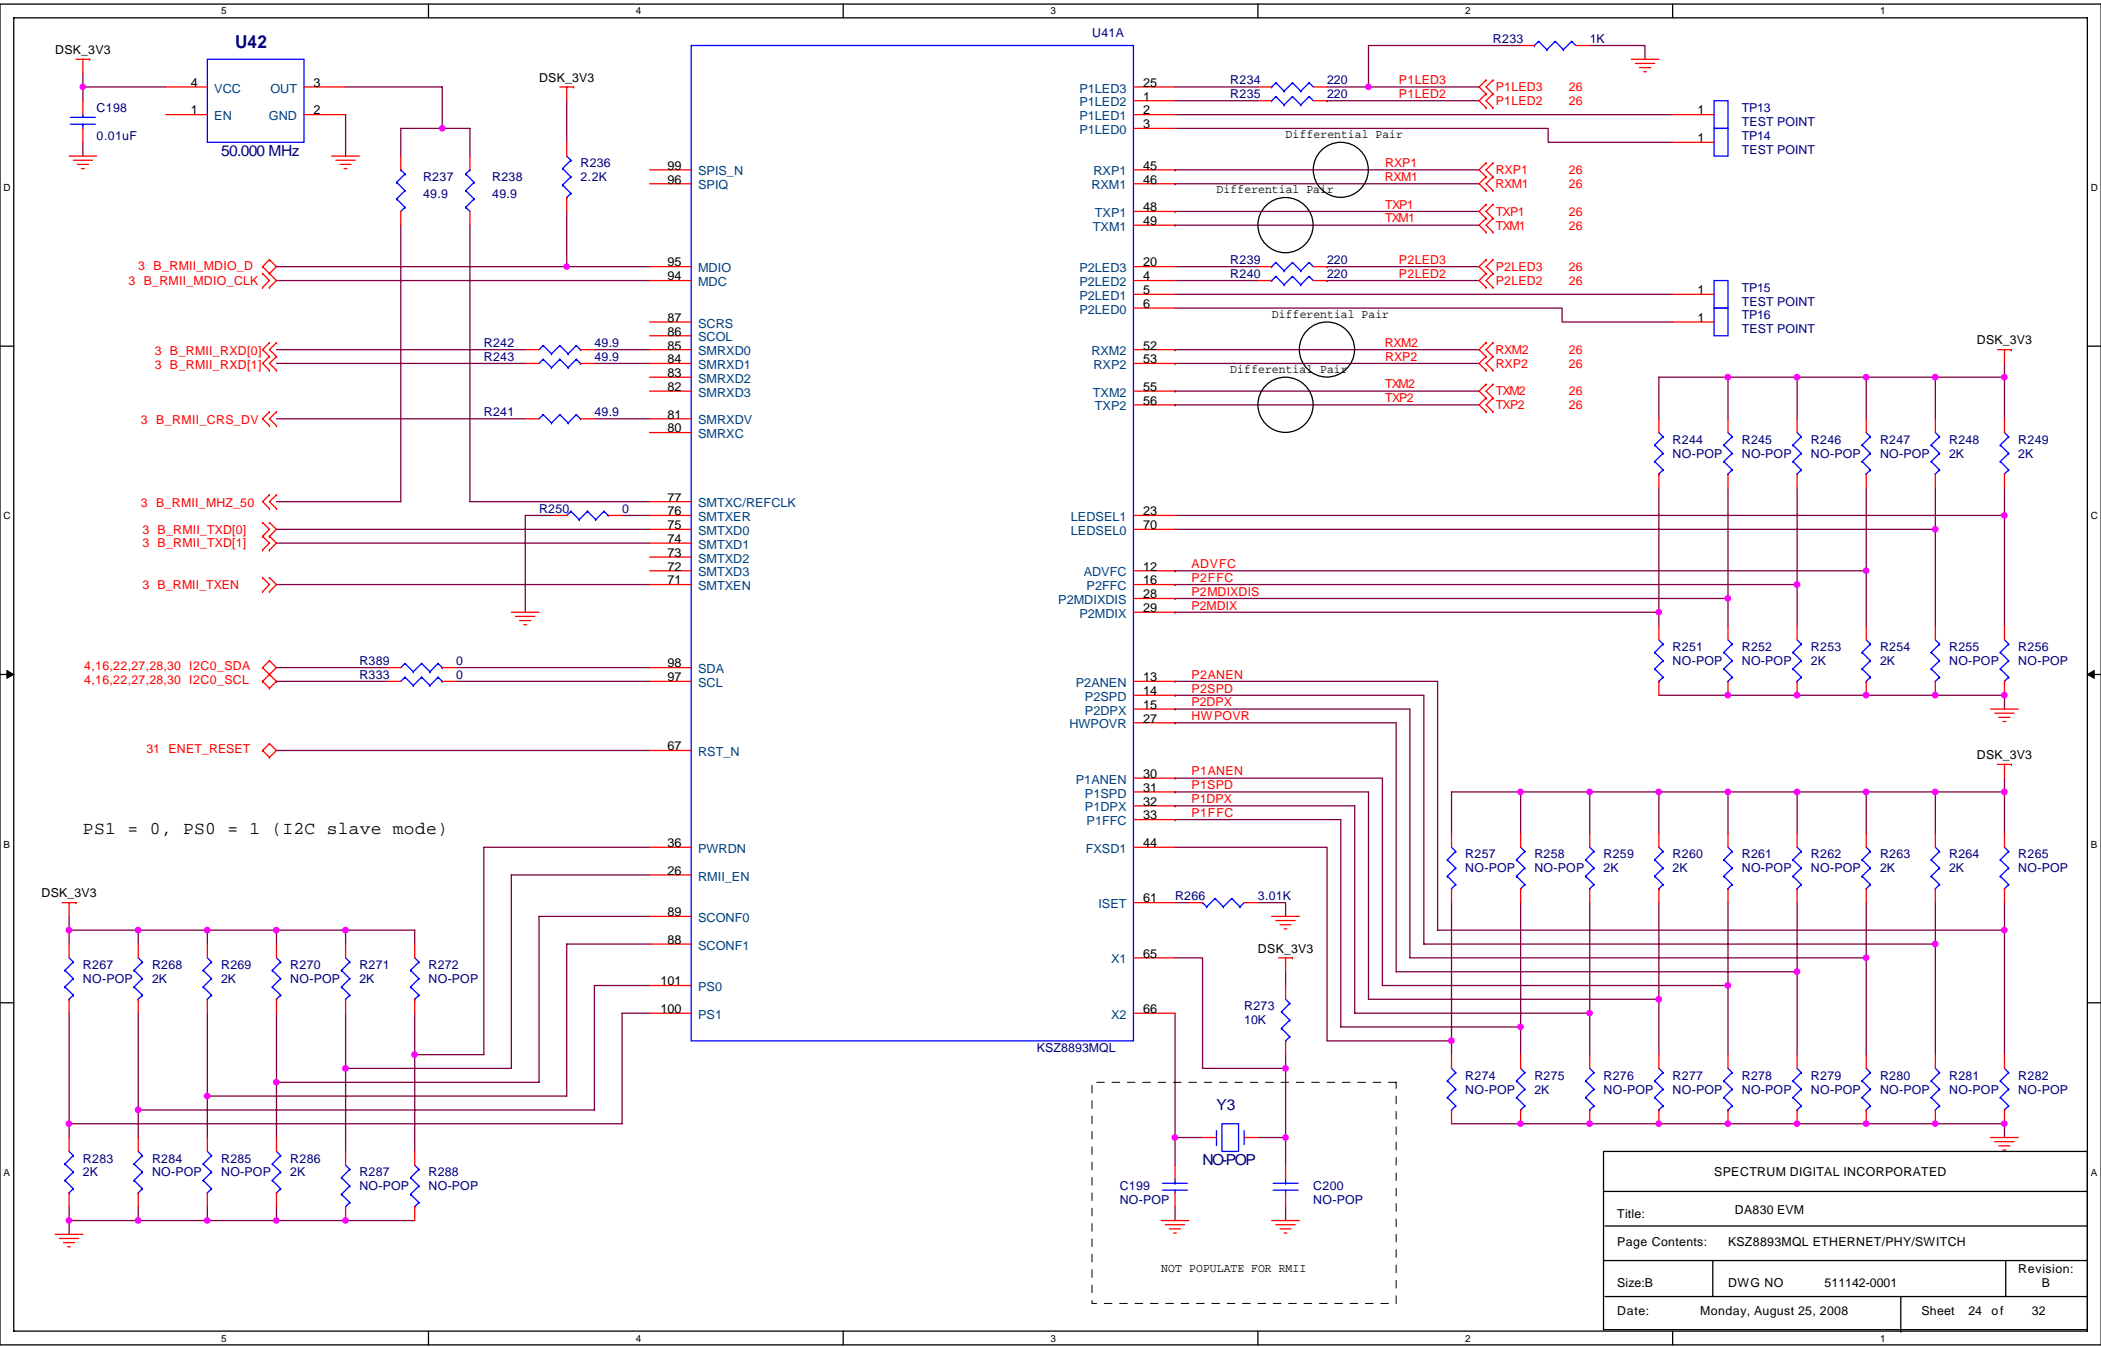 5 4 3 2 1
DSK_3V3
U42
4 VCC OUT 3
1 EN GND 2
50.000 MHz
C198
0.01uF
DSK_3V3
R236
2.2K
R237
49.9
R238
49.9
U41A
KSZ8893MQL
99 SPIS_N
96 SPIQ
3 B_RMII_MDIO_D 95 MDIO
3 B_RMII_MDIO_CLK 94 MDC
87 SCRS
86 SCOL
3 B_RMII_RXD[0] R242 49.9 85 SMRXD0
3 B_RMII_RXD[1] R243 49.9 84 SMRXD1
83 SMRXD2
82 SMRXD3
3 B_RMII_CRS_DV R241 49.9 81 SMRXDV
80 SMRXC
3 B_RMII_MHZ_50 77 SMTXC/REFCLK
R250 0 76 SMTXER
3 B_RMII_TXD[0] 75 SMTXD0
3 B_RMII_TXD[1] 74 SMTXD1
73 SMTXD2
72 SMTXD3
3 B_RMII_TXEN 71 SMTXEN
4,16,22,27,28,30 I2C0_SDA R389 0 98 SDA
4,16,22,27,28,30 I2C0_SCL R333 0 97 SCL
31 ENET_RESET 67 RST_N
PS1 = 0, PS0 = 1 (I2C slave mode)
36 PWRDN
26 RMII_EN
89 SCONF0
88 SCONF1
101 PS0
100 PS1
DSK_3V3
R267 R268 R269 R270 R271 R272
NO-POP 2K 2K NO-POP 2K NO-POP
R283 R284 R285 R286 R287 R288
2K NO-POP NO-POP 2K NO-POP NO-POP
R233 1K
P1LED3 25 R234 220 P1LED3 P1LED3 26
P1LED2 1 R235 220 P1LED2 P1LED2 26
P1LED1 2 1 TP13
TEST POINT
P1LED0 3 1 TP14
TEST POINT
Differential Pair
RXP1 45 RXP1 RXP1 26
RXM1 46 RXM1 RXM1 26
Differential Pair
TXP1 48 TXP1 TXP1 26
TXM1 49 TXM1 TXM1 26
P2LED3 20 R239 220 P2LED3 P2LED3 26
P2LED2 4 R240 220 P2LED2 P2LED2 26
P2LED1 5 1 TP15
TEST POINT
P2LED0 6 1 TP16
TEST POINT
Differential Pair
RXM2 52 RXM2 RXM2 26
RXP2 53 RXP2 RXP2 26
Differential Pair
TXM2 55 TXM2 TXM2 26
TXP2 56 TXP2 TXP2 26
DSK_3V3
R244 R245 R246 R247 R248 R249
NO-POP NO-POP NO-POP NO-POP 2K 2K
LEDSEL1 23
LEDSEL0 70
ADVFC 12 ADVFC
P2FFC 16 P2FFC
P2MDIXDIS 28 P2MDIXDIS
P2MDIX 29 P2MDIX
R251 R252 R253 R254 R255 R256
NO-POP NO-POP 2K 2K NO-POP NO-POP
P2ANEN 13 P2ANEN
P2SPD 14 P2SPD
P2DPX 15 P2DPX
HWPOVR 27 HWPOVR
P1ANEN 30 P1ANEN
P1SPD 31 P1SPD
P1DPX 32 P1DPX
P1FFC 33 P1FFC
FXSD1 44
DSK_3V3
R257 R258 R259 R260 R261 R262 R263 R264 R265
NO-POP NO-POP 2K 2K NO-POP NO-POP 2K 2K NO-POP
ISET 61 R266 3.01K
X1 65
X2 66
DSK_3V3
R273
10K
R274 R275 R276 R277 R278 R279 R280 R281 R282
NO-POP 2K NO-POP NO-POP NO-POP NO-POP NO-POP NO-POP NO-POP
Y3
NO-POP
C199
NO-POP
C200
NO-POP
NOT POPULATE FOR RMII
SPECTRUM DIGITAL INCORPORATED
Title: DA830 EVM
Page Contents: KSZ8893MQL ETHERNET/PHY/SWITCH
Size:B DWG NO 511142-0001 Revision: B
Date: Monday, August 25, 2008 Sheet 24 of 32
D D
C C
B B
A A
5 4 3 2 1